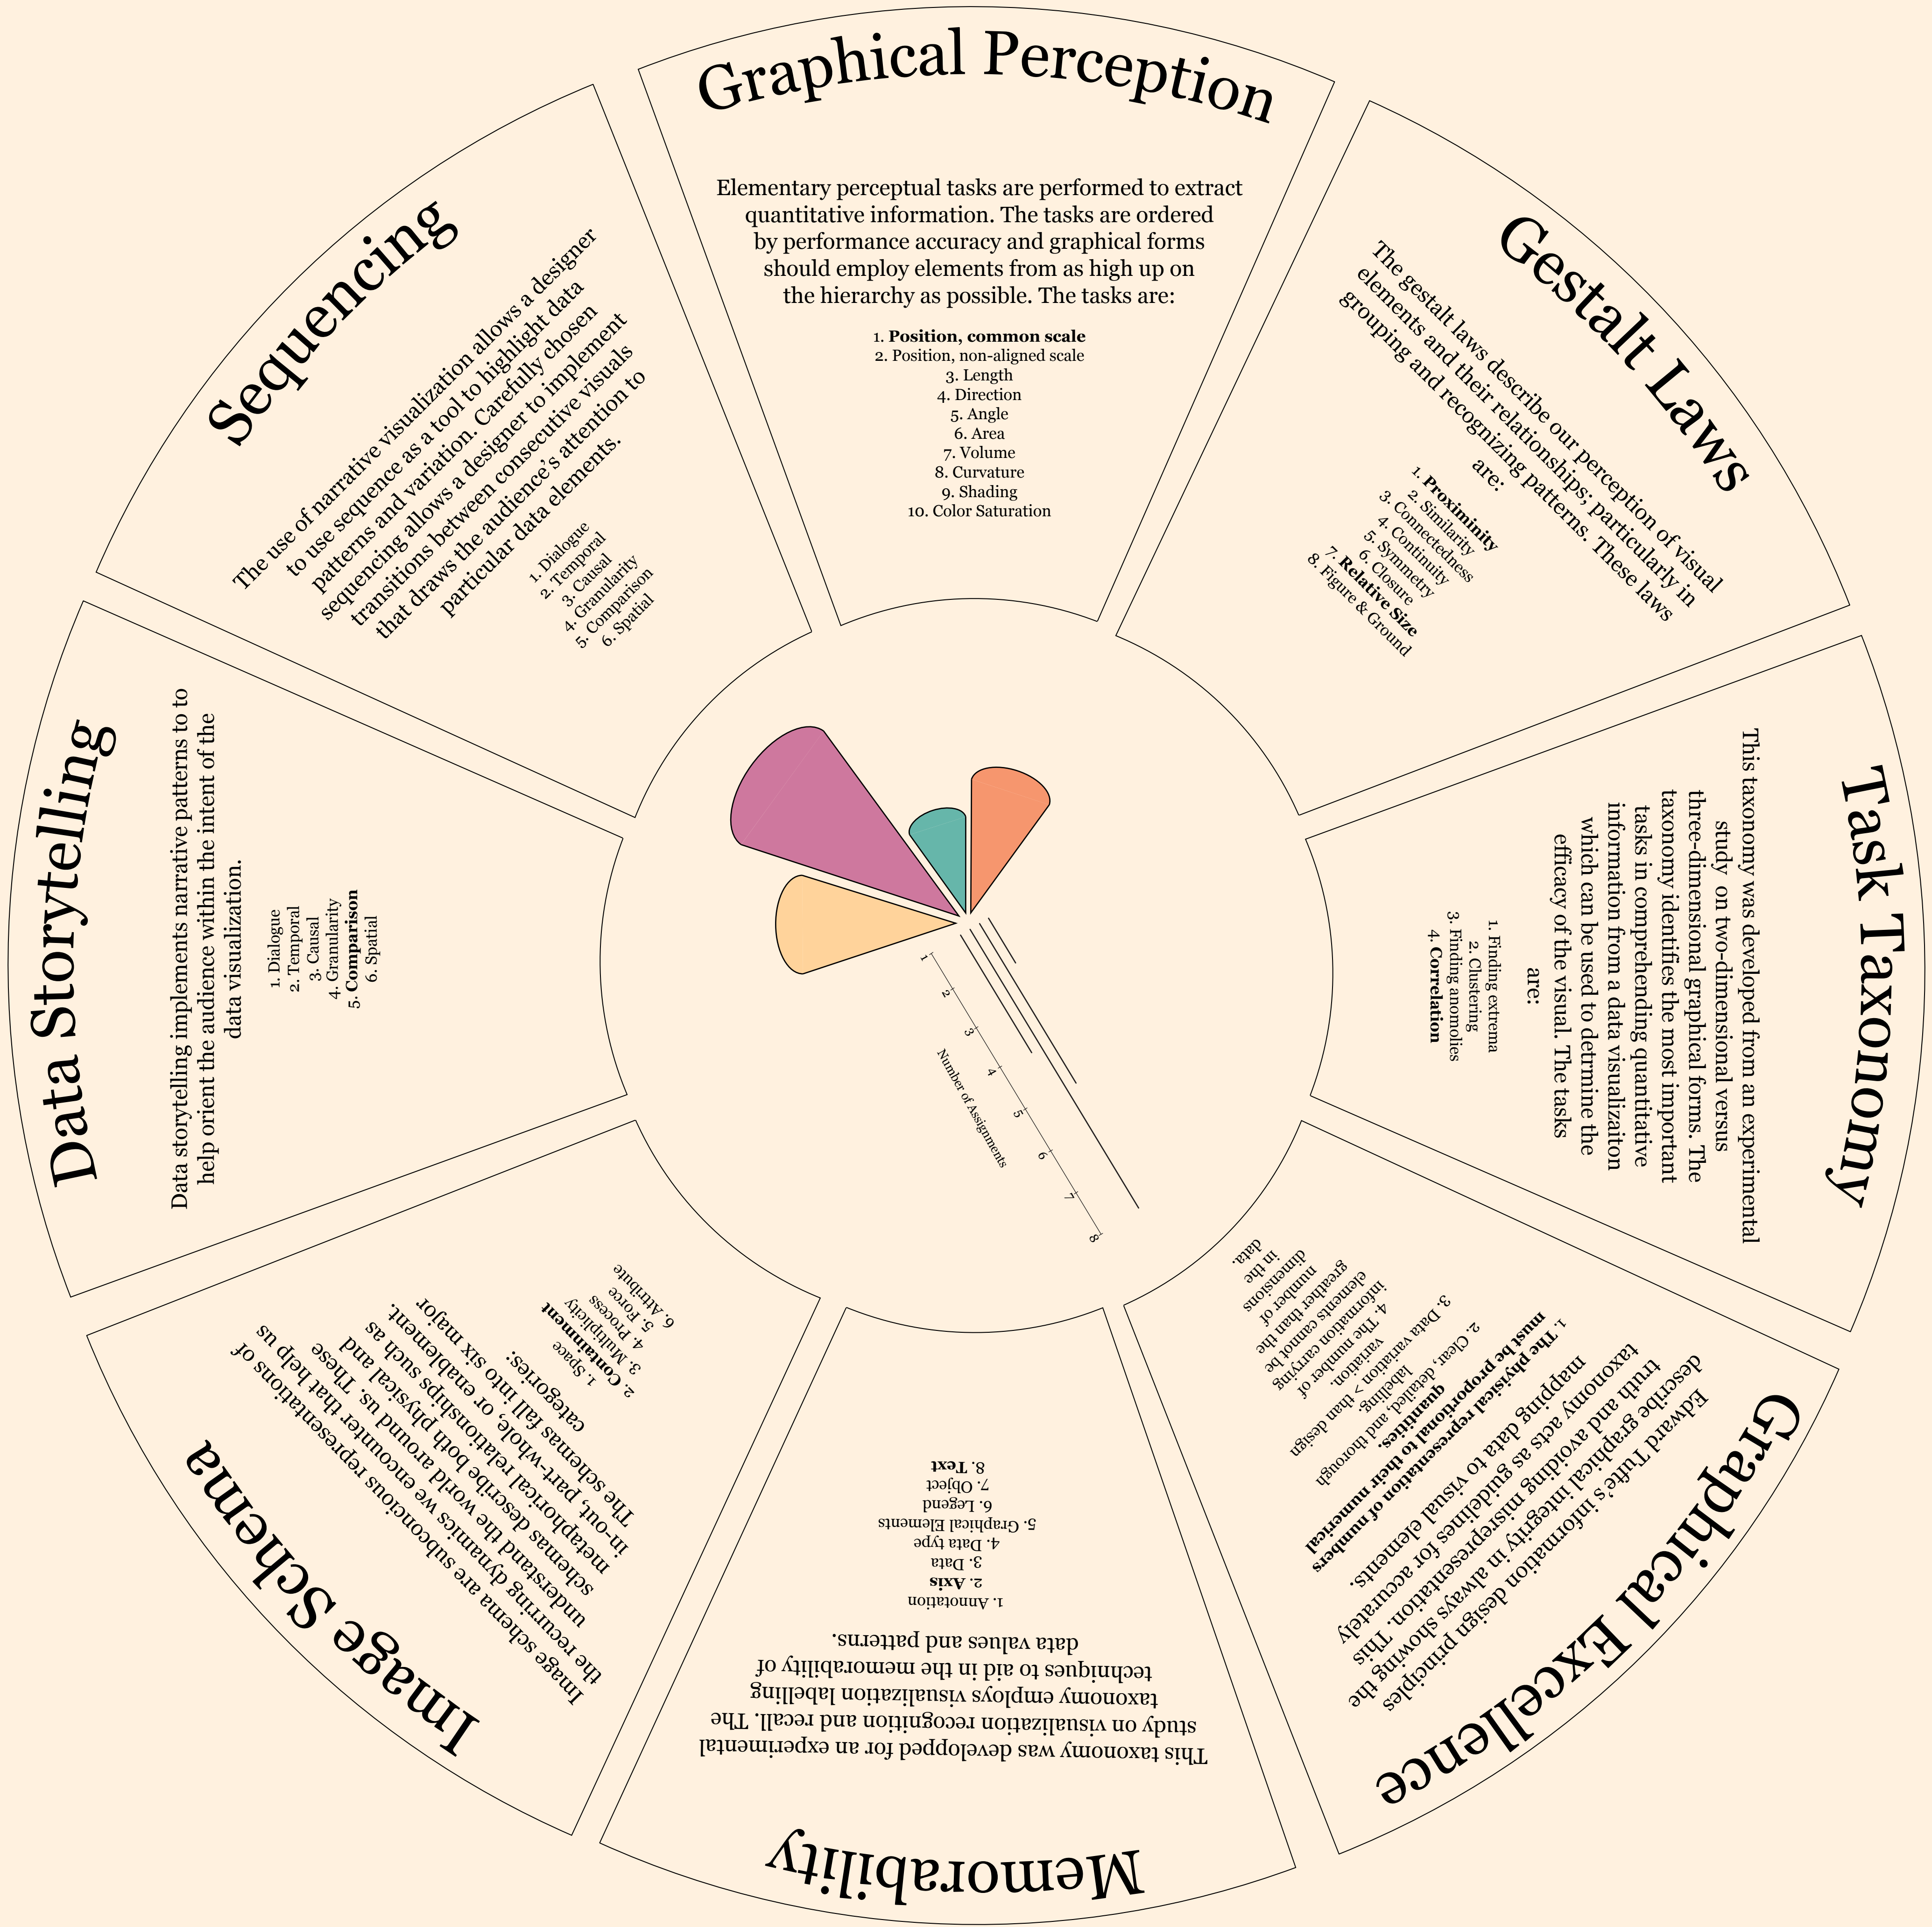 Graphical Perception
Elementary perceptual tasks are performed to extract
quantitative information. The tasks are ordered
by performance accuracy and graphical forms
should employ elements from as high up on
the hierarchy as possible. The tasks are:
1. Position, common scale
2. Position, non-aligned scale
3. Length
4. Direction
5. Angle
6. Area
7. Volume
8. Curvature
9. Shading
10. Color Saturation
Gestalt Laws
The gestalt laws describe our perception of visual
elements and their relationships; particularly in
grouping and recognizing patterns. These laws
are:
1. Proximinity
2. Similarity
3. Connectedness
4. Continuity
5. Symmetry
6. Closure
7. Relative Size
8. Figure & Ground
Task Taxonomy
This taxonomy was developed from an experimental
study on two-dimensional versus
three-dimensional graphical forms. The
taxonomy identifies the most important
tasks in comprehending quantitative
information from a data visualizaiton
which can be used to detrmine the
efficacy of the visual. The tasks
are:
1. Finding extrema
2. Clustering
3. Finding anomolies
4. Correlation
Graphical Excellence
Edward Tufte's information design principles
describe graphical integrity in always showing the
truth and avoiding misrepresentation. This
taxonomy acts as guidelines for accurately
mapping data to visual elements.
1. The phyisical representation of numbers
must be proportional to their numerical
quantities.
2. Clear, detailed, and thorough
labelling.
3. Data variation > than design
variation.
4. The number of
information carrying
elements cannot be
greather than the
number of
dimensions
in the
data.
Memorability
This taxonomy was developped for an experimental
study on visualization recognition and recall. The
taxonomy employs visualization labelling
techniques to aid in the memorability of
data values and patterns.
1. Annotation
2. Axis
3. Data
4. Data type
5. Graphical Elements
6. Legend
7. Object
8. Text
Image Schema
Image schema are subconscious representations of
the recurring dynamics we encounter that help us
understand the world around us. These
schemas describe both physical and
metaphorical relationships such as
in-out, part-whole, or enablement.
The schemas fall into six major
categories:
1. Space
2. Containment
3. Multiplicity
4. Process
5. Force
6. Attribute
Data Storytelling
Data storytelling implements narrative patterns to to
help orient the audience within the intent of the
data visualization.
1. Dialogue
2. Temporal
3. Causal
4. Granularity
5. Comparison
6. Spatial
Sequencing
The use of narrative visualization allows a designer
to use sequence as a tool to highlight data
patterns and variation. Carefully chosen
sequencing allows a designer to implement
transitions between consecutive visuals
that draws the audience's attention to
particular data elements.
1. Dialogue
2. Temporal
3. Causal
4. Granularity
5. Comparison
6. Spatial
1
2
3
4
5
6
7
8
Number of Assignments